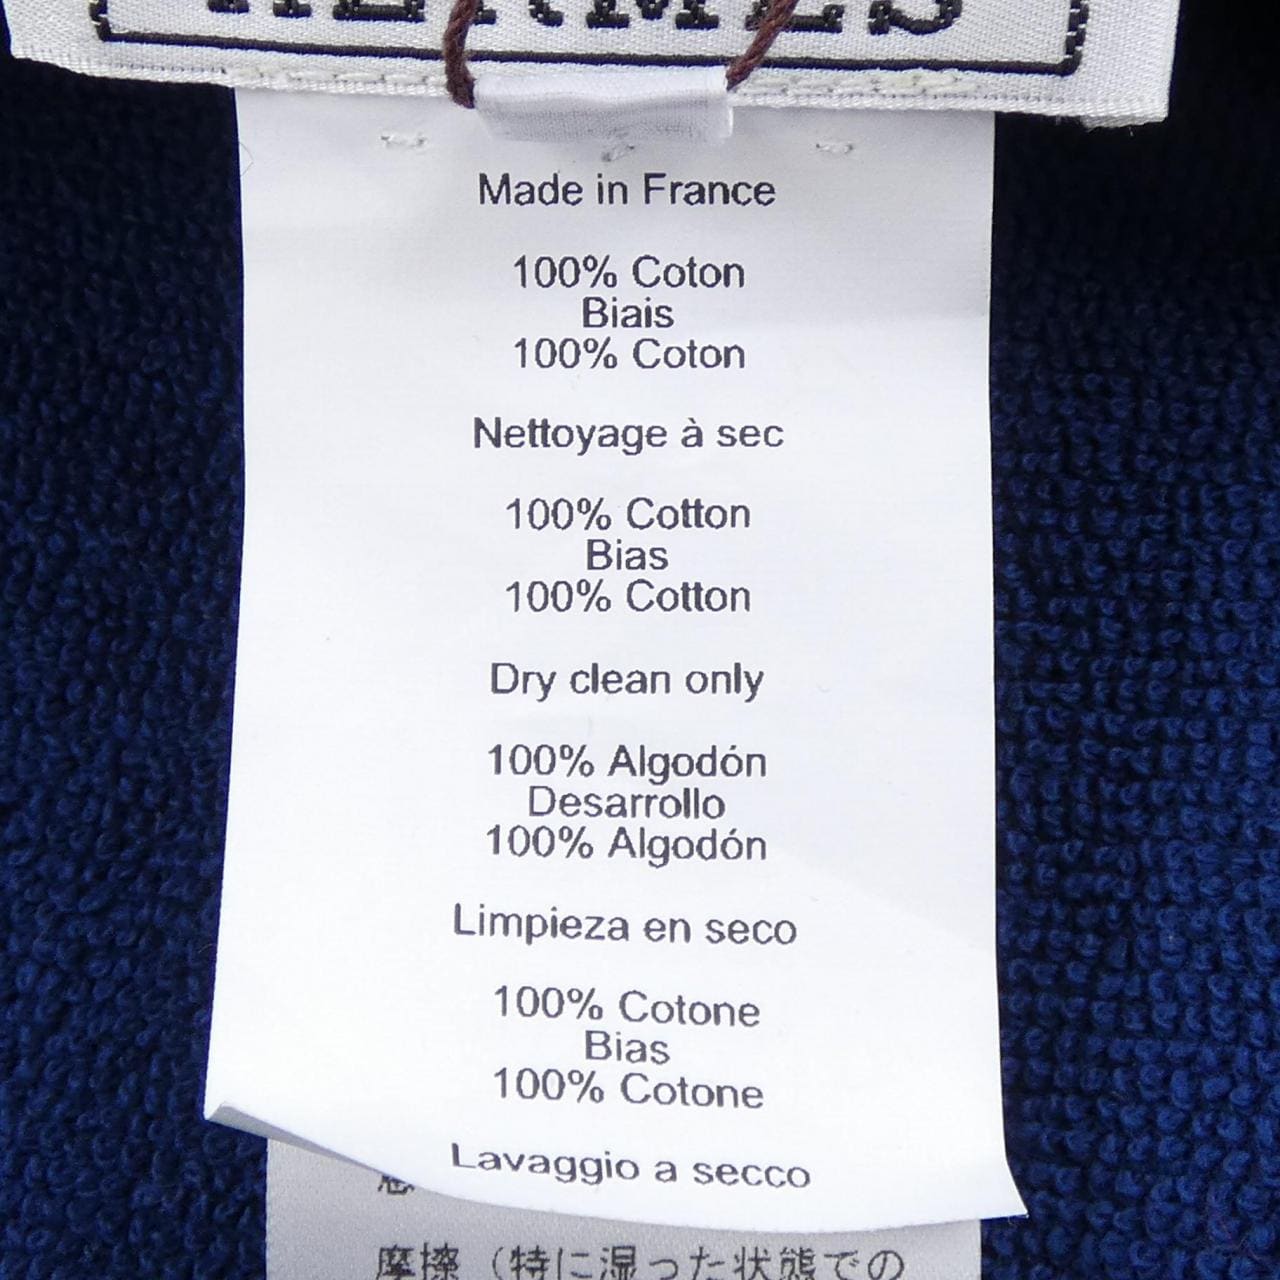 HERMES
Made in France
100% Coton
Biais
100% Coton
Nettoyage à sec
100% Cotton
Bias
100% Cotton
Dry clean only
100% Algodón
Desarrollo
100% Algodón
Limpieza en seco
100% Cotone
Bias
100% Cotone
Lavaggio a secco
摩擦（特に湿った状態での